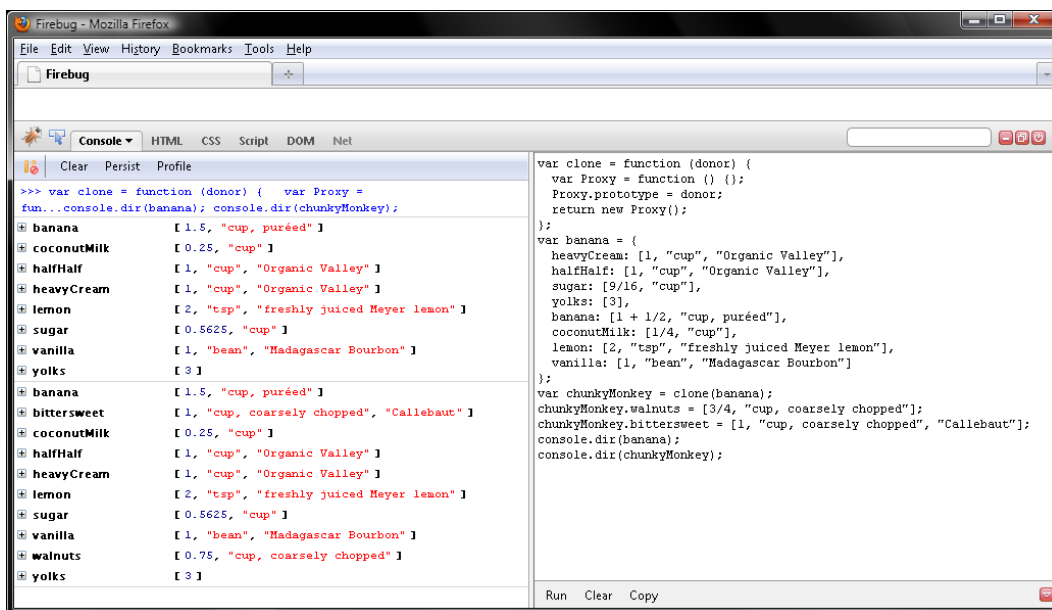 Firebug - Mozilla Firefox
File Edit View History Bookmarks Tools Help
Firebug
Console HTML CSS Script DOM Net
Clear Persist Profile
>>> var clone = function (donor) { var Proxy =
fun...console.dir(banana); console.dir(chunkyMonkey);
banana [ 1.5, "cup, puréed" ]
coconutMilk [ 0.25, "cup" ]
halfHalf [ 1, "cup", "Organic Valley" ]
heavyCream [ 1, "cup", "Organic Valley" ]
lemon [ 2, "tsp", "freshly juiced Meyer lemon" ]
sugar [ 0.5625, "cup" ]
vanilla [ 1, "bean", "Madagascar Bourbon" ]
yolks [ 3 ]
banana [ 1.5, "cup, puréed" ]
bittersweet [ 1, "cup, coarsely chopped", "Callebaut" ]
coconutMilk [ 0.25, "cup" ]
halfHalf [ 1, "cup", "Organic Valley" ]
heavyCream [ 1, "cup", "Organic Valley" ]
lemon [ 2, "tsp", "freshly juiced Meyer lemon" ]
sugar [ 0.5625, "cup" ]
vanilla [ 1, "bean", "Madagascar Bourbon" ]
walnuts [ 0.75, "cup, coarsely chopped" ]
yolks [ 3 ]
var clone = function (donor) {
var Proxy = function () {};
Proxy.prototype = donor;
return new Proxy();
};
var banana = {
heavyCream: [1, "cup", "Organic Valley"],
halfHalf: [1, "cup", "Organic Valley"],
sugar: [9/16, "cup"],
yolks: [3],
banana: [1 + 1/2, "cup, puréed"],
coconutMilk: [1/4, "cup"],
lemon: [2, "tsp", "freshly juiced Meyer lemon"],
vanilla: [1, "bean", "Madagascar Bourbon"]
};
var chunkyMonkey = clone(banana);
chunkyMonkey.walnuts = [3/4, "cup, coarsely chopped"];
chunkyMonkey.bittersweet = [1, "cup, coarsely chopped", "Callebaut"];
console.dir(banana);
console.dir(chunkyMonkey);
Run Clear Copy